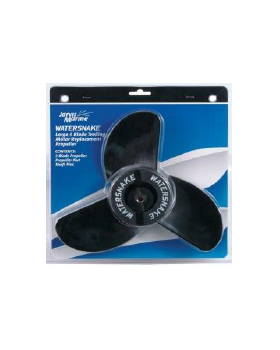 Jarvis
Marine
WATERSNAKE
Large 3 Blade Trolling
Motor Replacement
Propeller
CONTENTS:
3 Blade Propeller
Propeller Nut
Shaft Pin
WATERSNAKE
WATERSNAKE